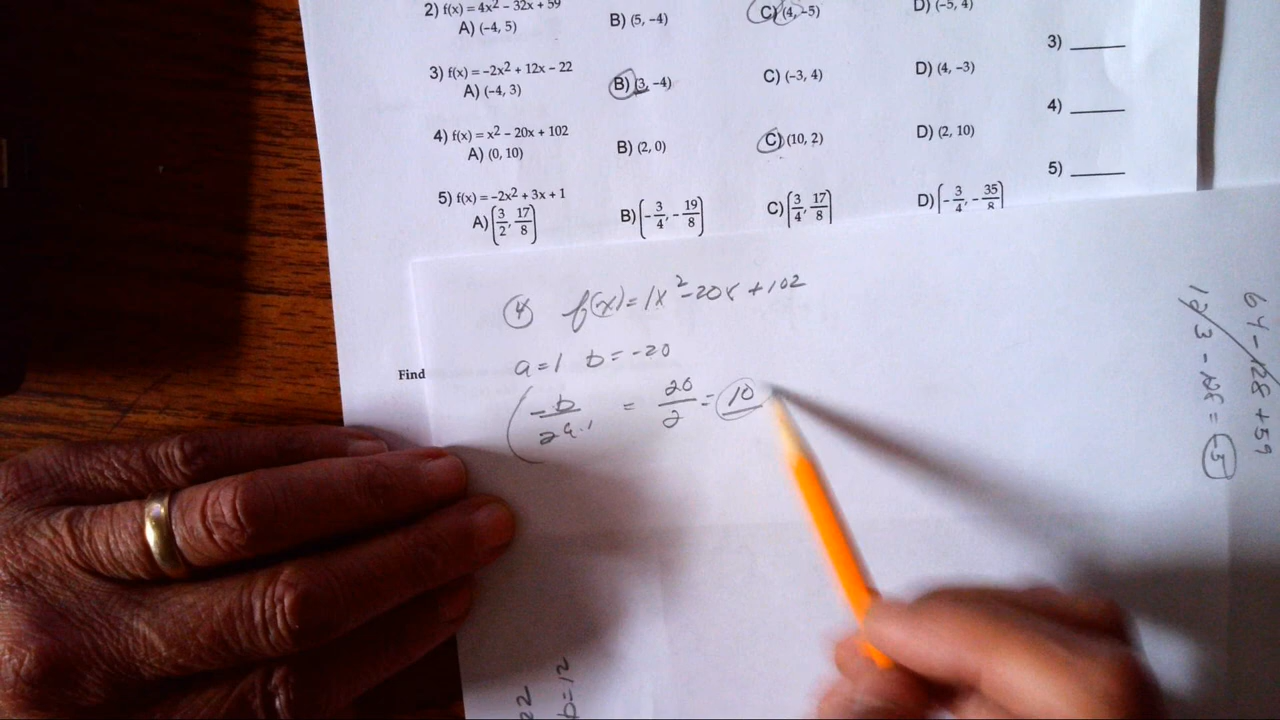 2) f(x) = 4x² - 32x + 59
A) (-4, 5) B) (5, -4) C) (4, -5) D) (-5, 4)
3) f(x) = -2x² + 12x - 22
A) (-4, 3) B) (3, -4) C) (-3, 4) D) (4, -3)
3) ______
4) f(x) = x² - 20x + 102
A) (0, 10) B) (2, 0) C) (10, 2) D) (2, 10)
4) ______
5) f(x) = -2x² + 3x + 1
A) (3/2, 17/8) B) (-3/4, -19/8) C) (3/4, 17/8) D) (-3/4, -35/8)
5) ______
Find
4 f(x) = 1x² - 20x + 102
a = 1 b = -20
( -b/2a·1 = 20/2 = 10
64 - 128 + 59
123 - 128 = -5
22
b = 12